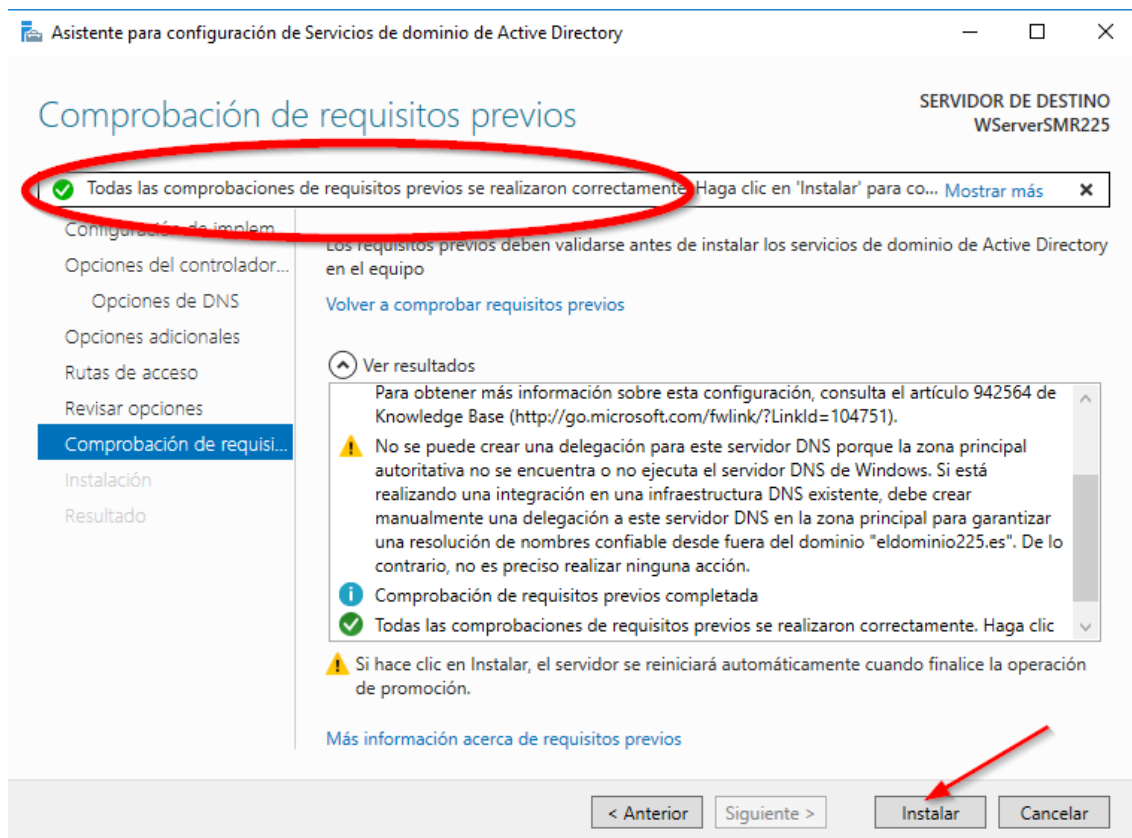 Asistente para configuración de Servicios de dominio de Active Directory
Comprobación de requisitos previos
SERVIDOR DE DESTINO
WServerSMR225
Todas las comprobaciones de requisitos previos se realizaron correctamente. Haga clic en 'Instalar' para co... Mostrar más
Configuración de implem...
Opciones del controlador...
Opciones de DNS
Opciones adicionales
Rutas de acceso
Revisar opciones
Comprobación de requisi...
Instalación
Resultado
Los requisitos previos deben validarse antes de instalar los servicios de dominio de Active Directory
en el equipo
Volver a comprobar requisitos previos
Ver resultados
Para obtener más información sobre esta configuración, consulta el artículo 942564 de
Knowledge Base (http://go.microsoft.com/fwlink/?LinkId=104751).
No se puede crear una delegación para este servidor DNS porque la zona principal
autoritativa no se encuentra o no ejecuta el servidor DNS de Windows. Si está
realizando una integración en una infraestructura DNS existente, debe crear
manualmente una delegación a este servidor DNS en la zona principal para garantizar
una resolución de nombres confiable desde fuera del dominio "eldominio225.es". De lo
contrario, no es preciso realizar ninguna acción.
Comprobación de requisitos previos completada
Todas las comprobaciones de requisitos previos se realizaron correctamente. Haga clic
Si hace clic en Instalar, el servidor se reiniciará automáticamente cuando finalice la operación
de promoción.
Más información acerca de requisitos previos
< Anterior
Siguiente >
Instalar
Cancelar